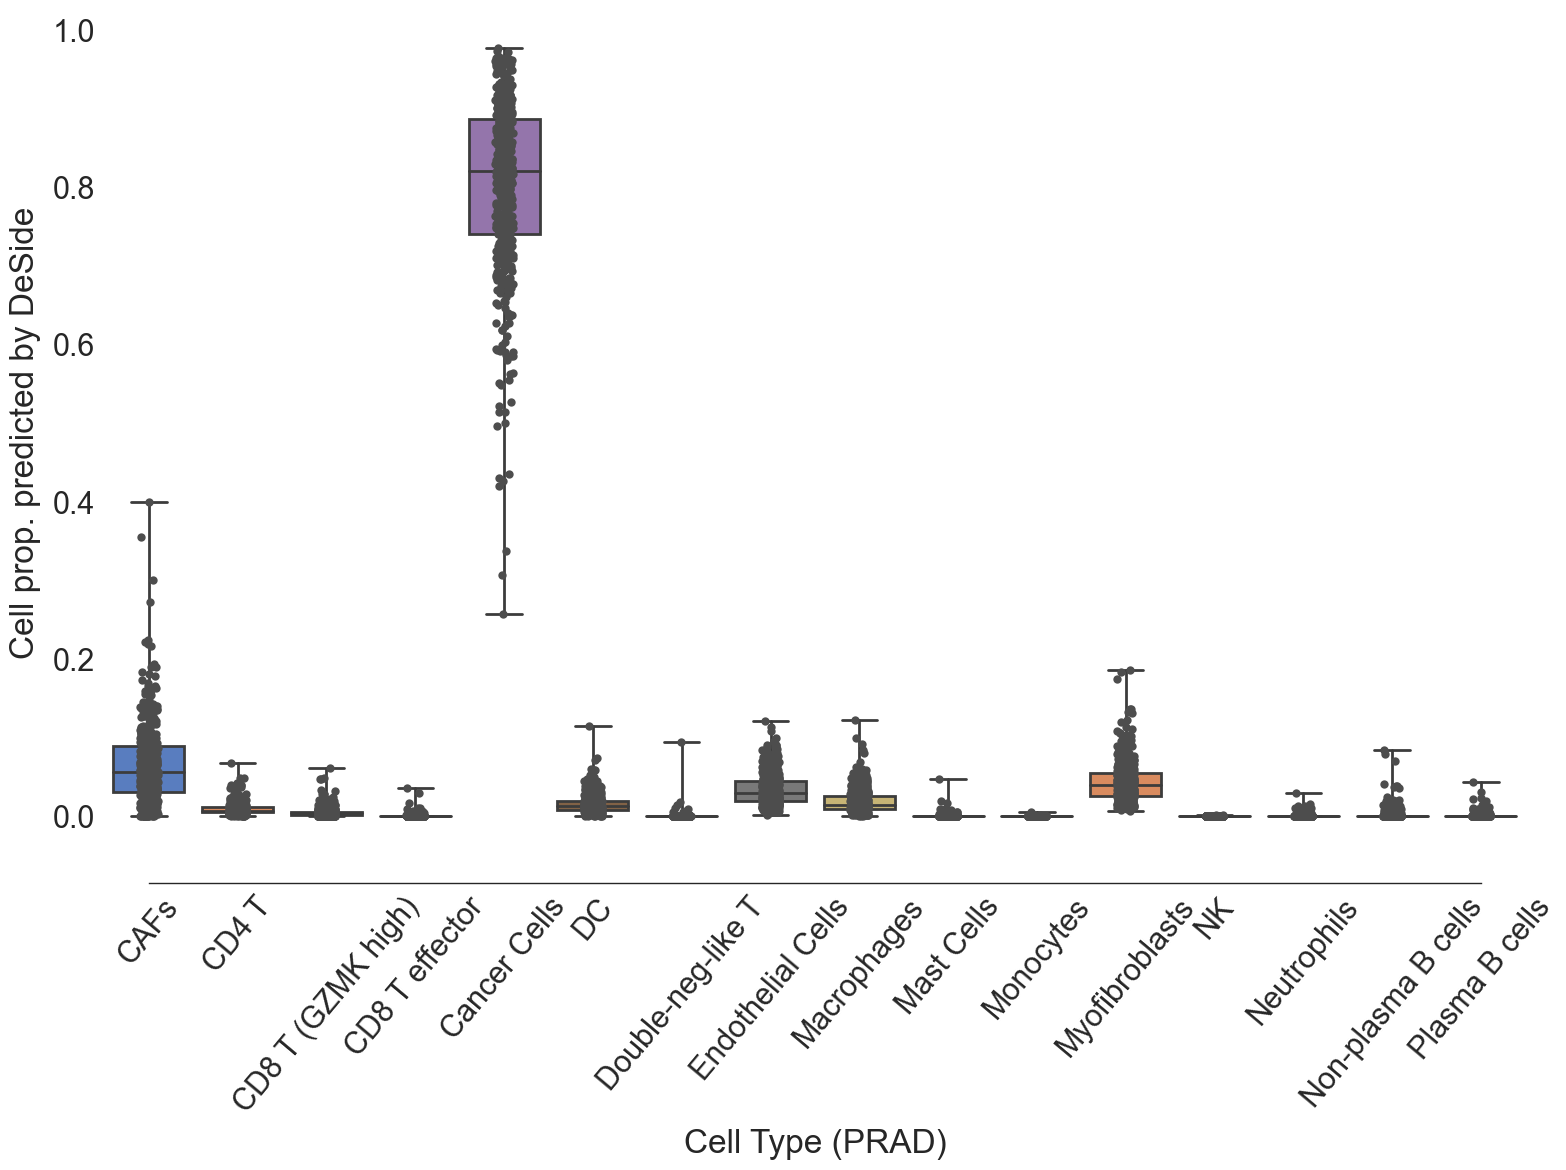 Cell prop. predicted by DeSide
1.0
0.8
0.6
0.4
0.2
0.0
CAFs
CD4 T
CD8 T (GZMK high)
CD8 T effector
Cancer Cells
DC
Double-neg-like T
Endothelial Cells
Macrophages
Mast Cells
Monocytes
Myofibroblasts
NK
Neutrophils
Non-plasma B cells
Plasma B cells
Cell Type (PRAD)